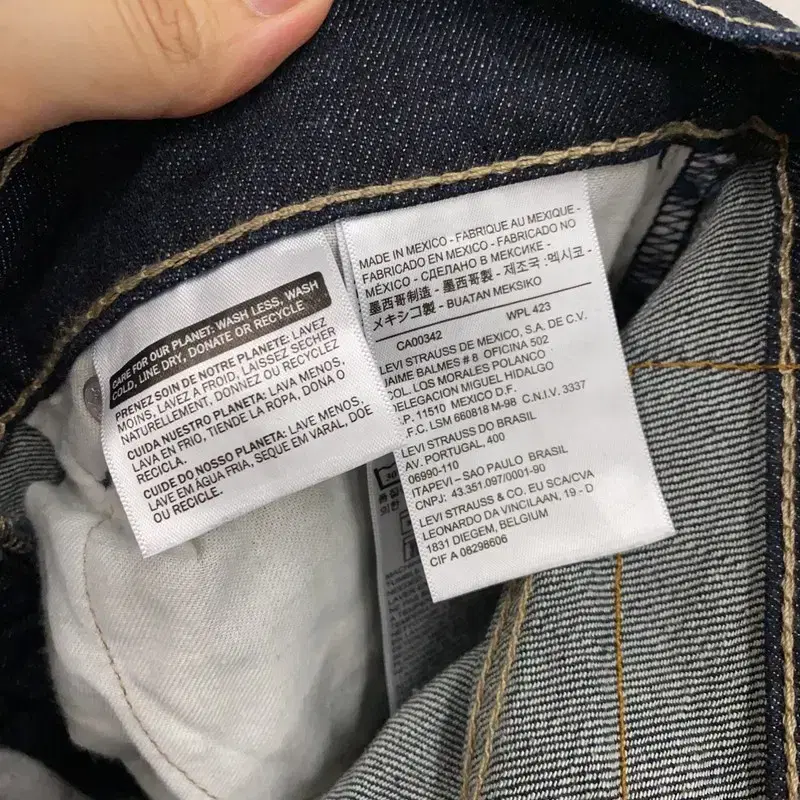 CARE FOR OUR PLANET: WASH LESS, WASH
COLD, LINE DRY, DONATE OR RECYCLE
PRENEZ SOIN DE NOTRE PLANETE: LAVEZ
MOINS, LAVEZ À FROID, LAISSEZ SÉCHER
NATURELLEMENT, DONNEZ OU RECYCLEZ
CUIDA NUESTRO PLANETA: LAVA MENOS,
LAVA EN FRIO, TIENDE LA ROPA, DONA O
RECICLA.
CUIDE DO NOSSO PLANETA: LAVE MENOS,
LAVE EM ÁGUA FRIA, SEQUE EM VARAL, DOE
OU RECICLE.
MADE IN MEXICO - FABRIQUE AU MEXIQUE -
FABRICADO EN MEXICO - FABRICADO NO
MÉXICO - СДЕЛАНО В МЕКСИКЕ -
墨西哥制造 - 墨西哥製 - 제조국 :멕시코 -
メキシコ製 - BUATAN MEKSIKO
CA00342 WPL 423
LEVI STRAUSS DE MEXICO, S.A. DE C.V.
JAIME BALMES # 8 OFICINA 502
COL. LOS MORALES POLANCO
DELEGACION MIGUEL HIDALGO
C.P. 11510 MEXICO D.F.
R.F.C. LSM 660818 M-98 C.N.I.V. 3337
LEVI STRAUSS DO BRASIL
AV. PORTUGAL, 400
06990-110
ITAPEVI – SAO PAULO BRASIL
CNPJ: 43.351.097/0001-90
LEVI STRAUSS & CO. EU SCA/CVA
LEONARDO DA VINCILAAN, 19 - D
1831 DIEGEM, BELGIUM
CIF A 08298606